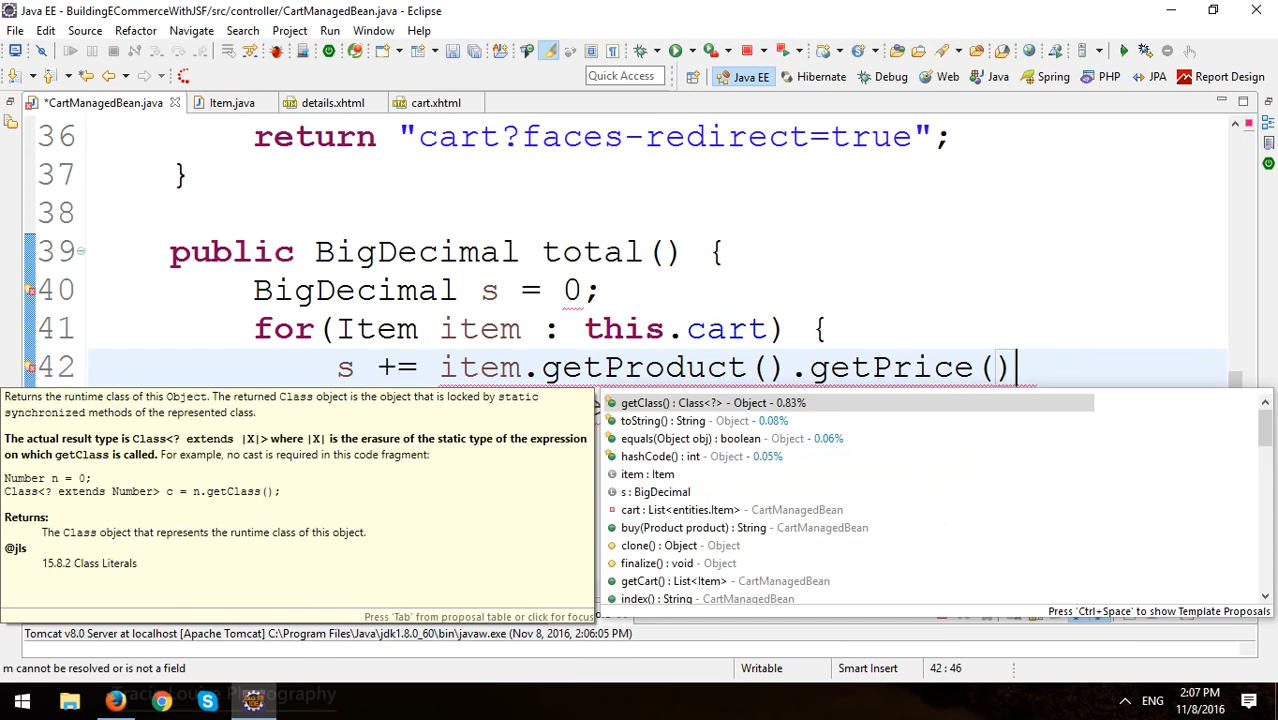 Java EE - BuildingECommerceWithJSF/src/controller/CartManagedBean.java - Eclipse
File Edit Source Refactor Navigate Search Project Run Window Help
Quick Access Java EE Hibernate Debug Web Java Spring PHP JPA Report Design
*CartManagedBean.java Item.java details.xhtml cart.xhtml
36 return "cart?faces-redirect=true";
37 }
38
39 public BigDecimal total() {
40 BigDecimal s = 0;
41 for(Item item : this.cart) {
42 s += item.getProduct().getPrice()
Returns the runtime class of this Object. The returned Class object is the object that is locked by static
synchronized methods of the represented class.
The actual result type is Class<? extends |X|> where |X| is the erasure of the static type of the expression
on which getClass is called. For example, no cast is required in this code fragment:
Number n = 0;
Class<? extends Number> c = n.getClass();
Returns:
The Class object that represents the runtime class of this object.
@jls
15.8.2 Class Literals
Press 'Tab' from proposal table or click for focus
getClass() : Class<?> - Object - 0.83%
toString() : String - Object - 0.08%
equals(Object obj) : boolean - Object - 0.06%
hashCode() : int - Object - 0.05%
item : Item
s : BigDecimal
cart : List<entities.Item> - CartManagedBean
buy(Product product) : String - CartManagedBean
clone() : Object - Object
finalize() : void - Object
getCart() : List<Item> - CartManagedBean
index() : String - CartManagedBean
Press 'Ctrl+Space' to show Template Proposals
Tomcat v8.0 Server at localhost [Apache Tomcat] C:\Program Files\Java\jdk1.8.0_60\bin\javaw.exe (Nov 8, 2016, 2:06:05 PM)
m cannot be resolved or is not a field Writable Smart Insert 42 : 46
Tracie Louise Photography
ENG
2:07 PM
11/8/2016